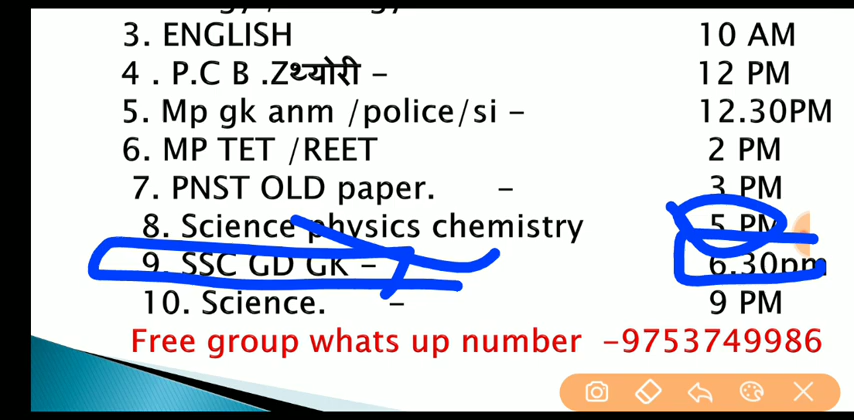 3. ENGLISH 10 AM
4 . P.C B .Zथ्योरी – 12 PM
5. Mp gk anm /police/si – 12.30PM
6. MP TET /REET 2 PM
7. PNST OLD paper. – 3 PM
8. Science physics chemistry 5 PM
9. SSC GD GK – 6.30pm
10. Science. – 9 PM
Free group whats up number –9753749986